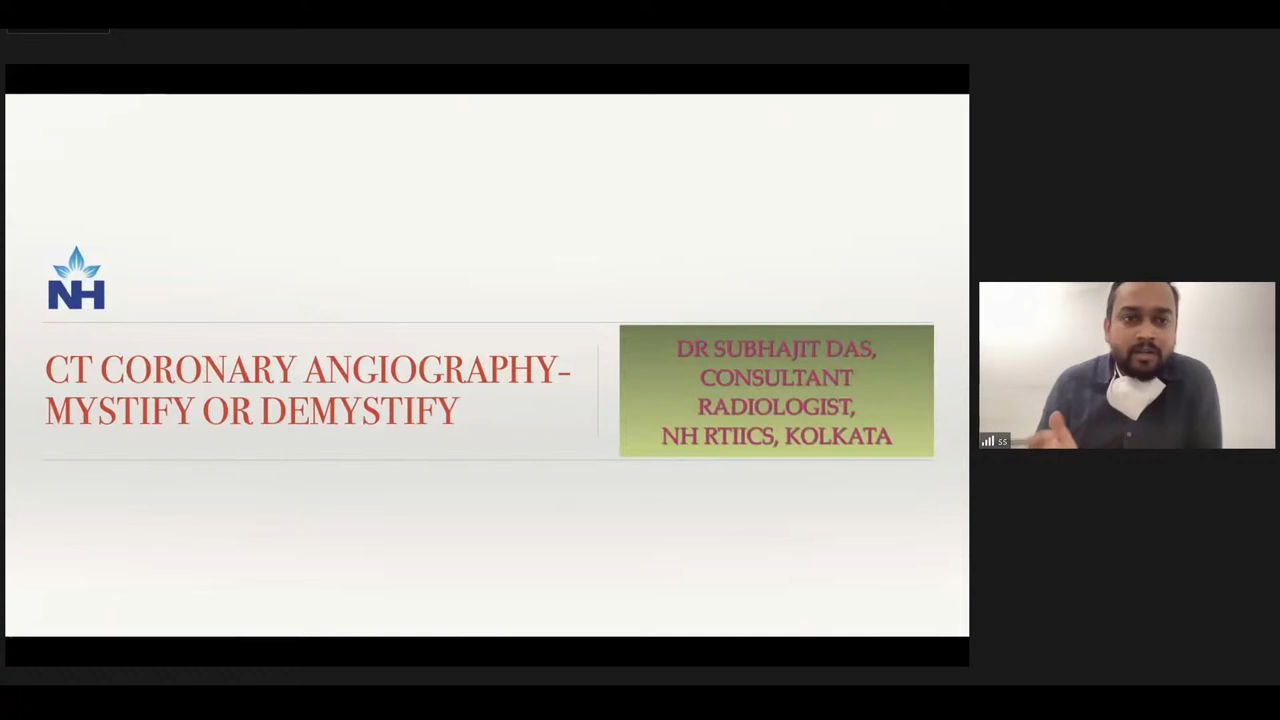 NH
CT CORONARY ANGIOGRAPHY-
MYSTIFY OR DEMYSTIFY
DR SUBHAJIT DAS,
CONSULTANT
RADIOLOGIST,
NH RTIICS, KOLKATA
ss